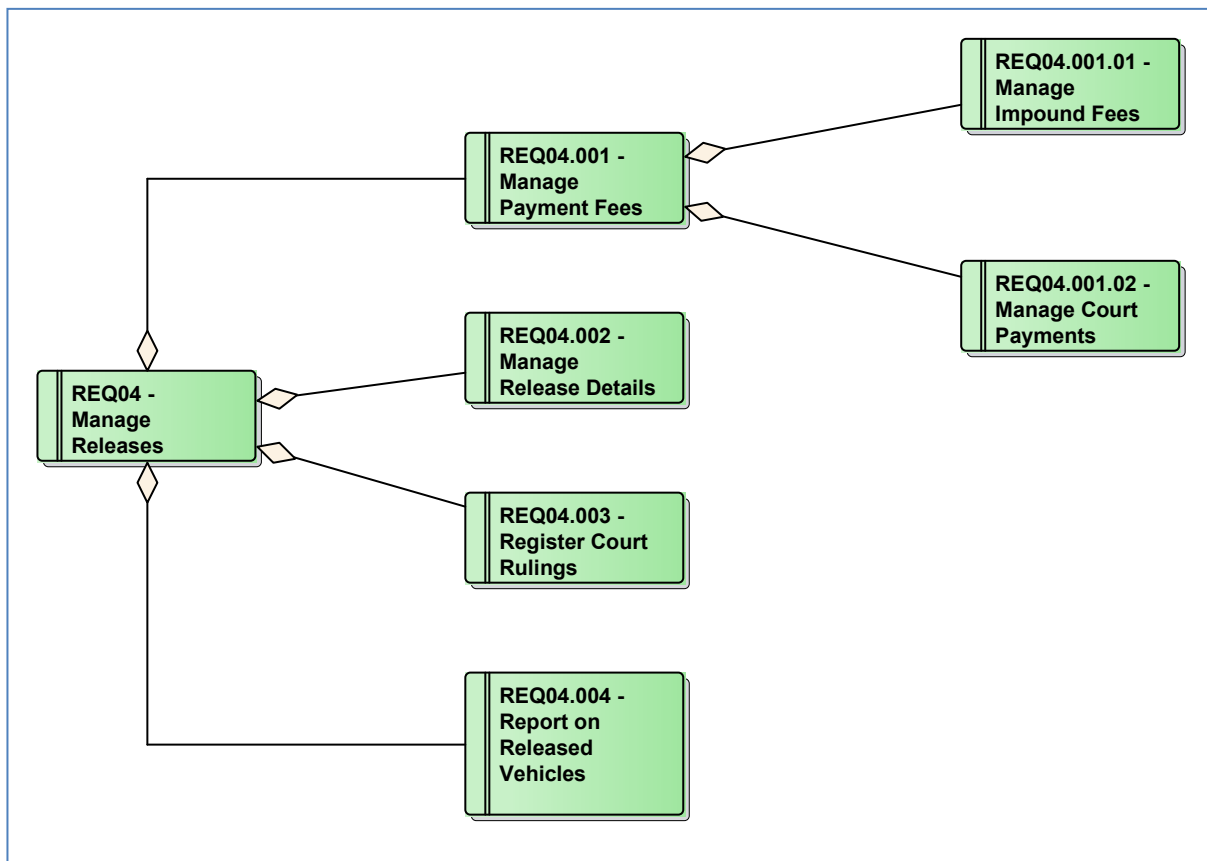 REQ04.001.01 -
Manage
Impound Fees
REQ04.001 -
Manage
Payment Fees
REQ04.001.02 -
Manage Court
Payments
REQ04.002 -
Manage
Release Details
REQ04 -
Manage
Releases
REQ04.003 -
Register Court
Rulings
REQ04.004 -
Report on
Released
Vehicles